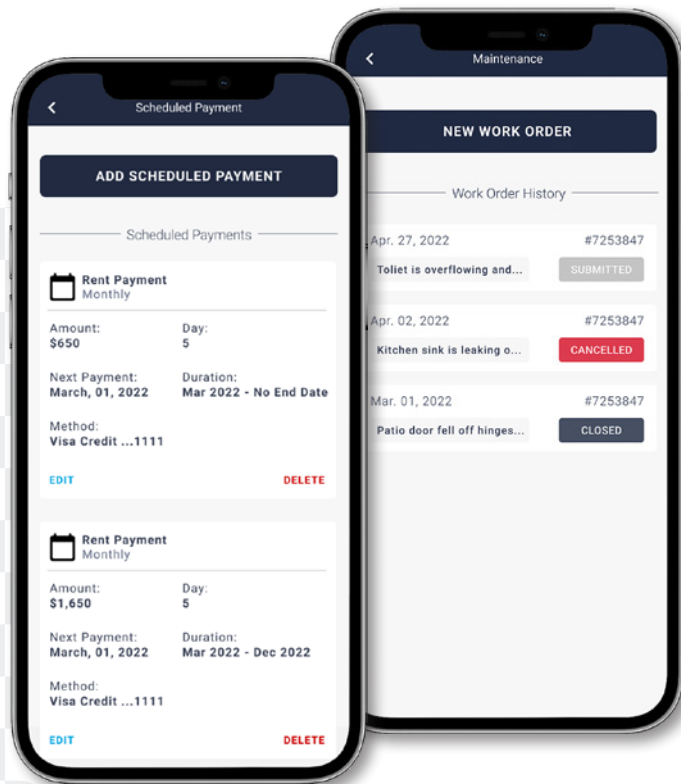 Scheduled Payment
ADD SCHEDULED PAYMENT
Scheduled Payments
Rent Payment
Monthly
Amount: Day:
$650 5
Next Payment: Duration:
March, 01, 2022 Mar 2022 - No End Date
Method:
Visa Credit ...1111
EDIT DELETE
Rent Payment
Monthly
Amount: Day:
$1,650 5
Next Payment: Duration:
March, 01, 2022 Mar 2022 - Dec 2022
Method:
Visa Credit ...1111
EDIT DELETE
Maintenance
NEW WORK ORDER
Work Order History
Apr. 27, 2022 #7253847
Toliet is overflowing and... SUBMITTED
Apr. 02, 2022 #7253847
Kitchen sink is leaking o... CANCELLED
Mar. 01, 2022 #7253847
Patio door fell off hinges... CLOSED